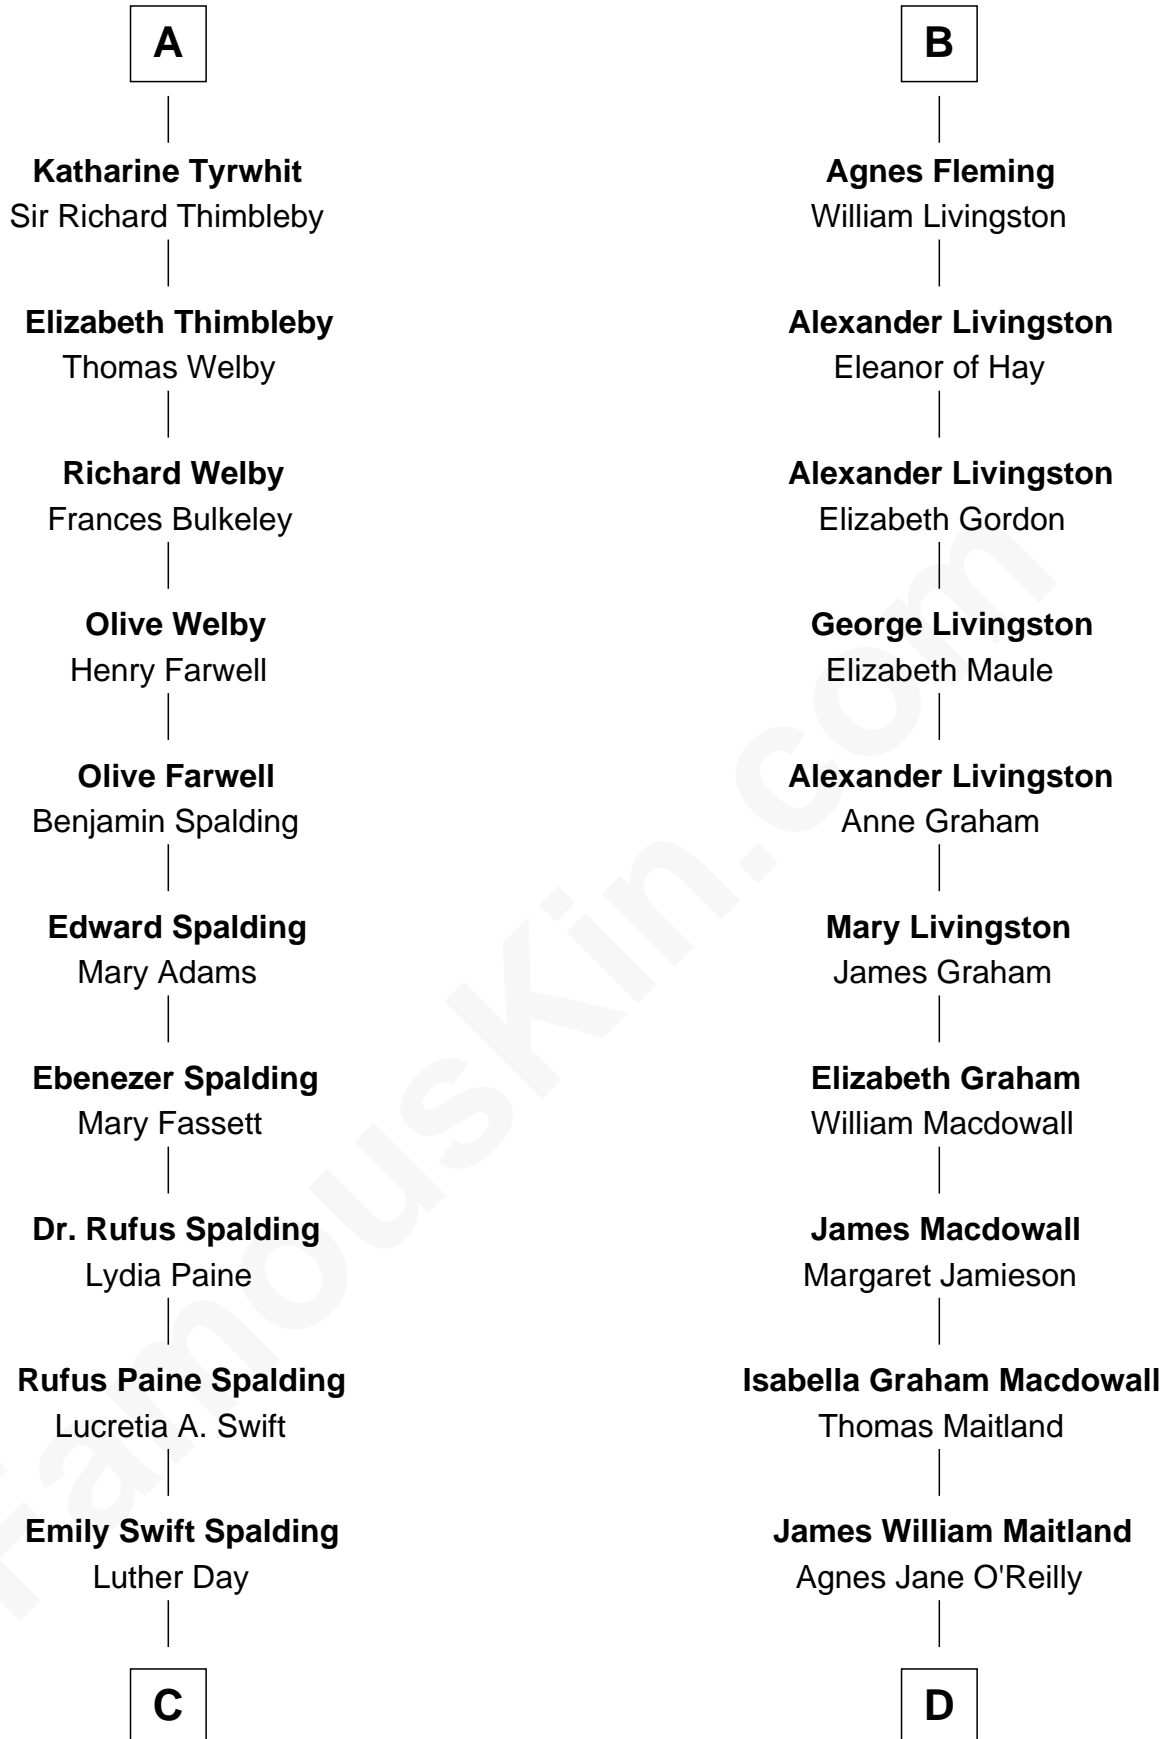 A
Katharine Tyrwhit
Sir Richard Thimbleby
Elizabeth Thimbleby
Thomas Welby
Richard Welby
Frances Bulkeley
Olive Welby
Henry Farwell
Olive Farwell
Benjamin Spalding
Edward Spalding
Mary Adams
Ebenezer Spalding
Mary Fassett
Dr. Rufus Spalding
Lydia Paine
Rufus Paine Spalding
Lucretia A. Swift
Emily Swift Spalding
Luther Day
C
B
Agnes Fleming
William Livingston
Alexander Livingston
Eleanor of Hay
Alexander Livingston
Elizabeth Gordon
George Livingston
Elizabeth Maule
Alexander Livingston
Anne Graham
Mary Livingston
James Graham
Elizabeth Graham
William Macdowall
James Macdowall
Margaret Jamieson
Isabella Graham Macdowall
Thomas Maitland
James William Maitland
Agnes Jane O'Reilly
D
FamousKin.com